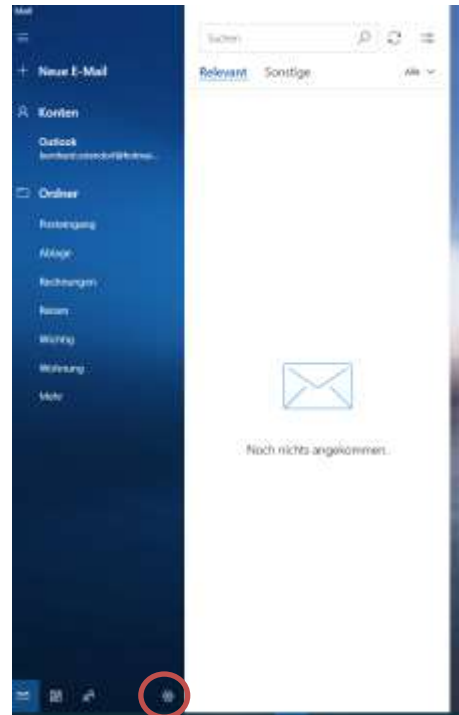 Mail
Suchen
+ Neue E-Mail
Relevant Sonstige Alle
Konten
Outlook
Ordner
Posteingang
Ablage
Rechnungen
Reisen
Wichtig
Wohnung
Mehr
Noch nichts angekommen.